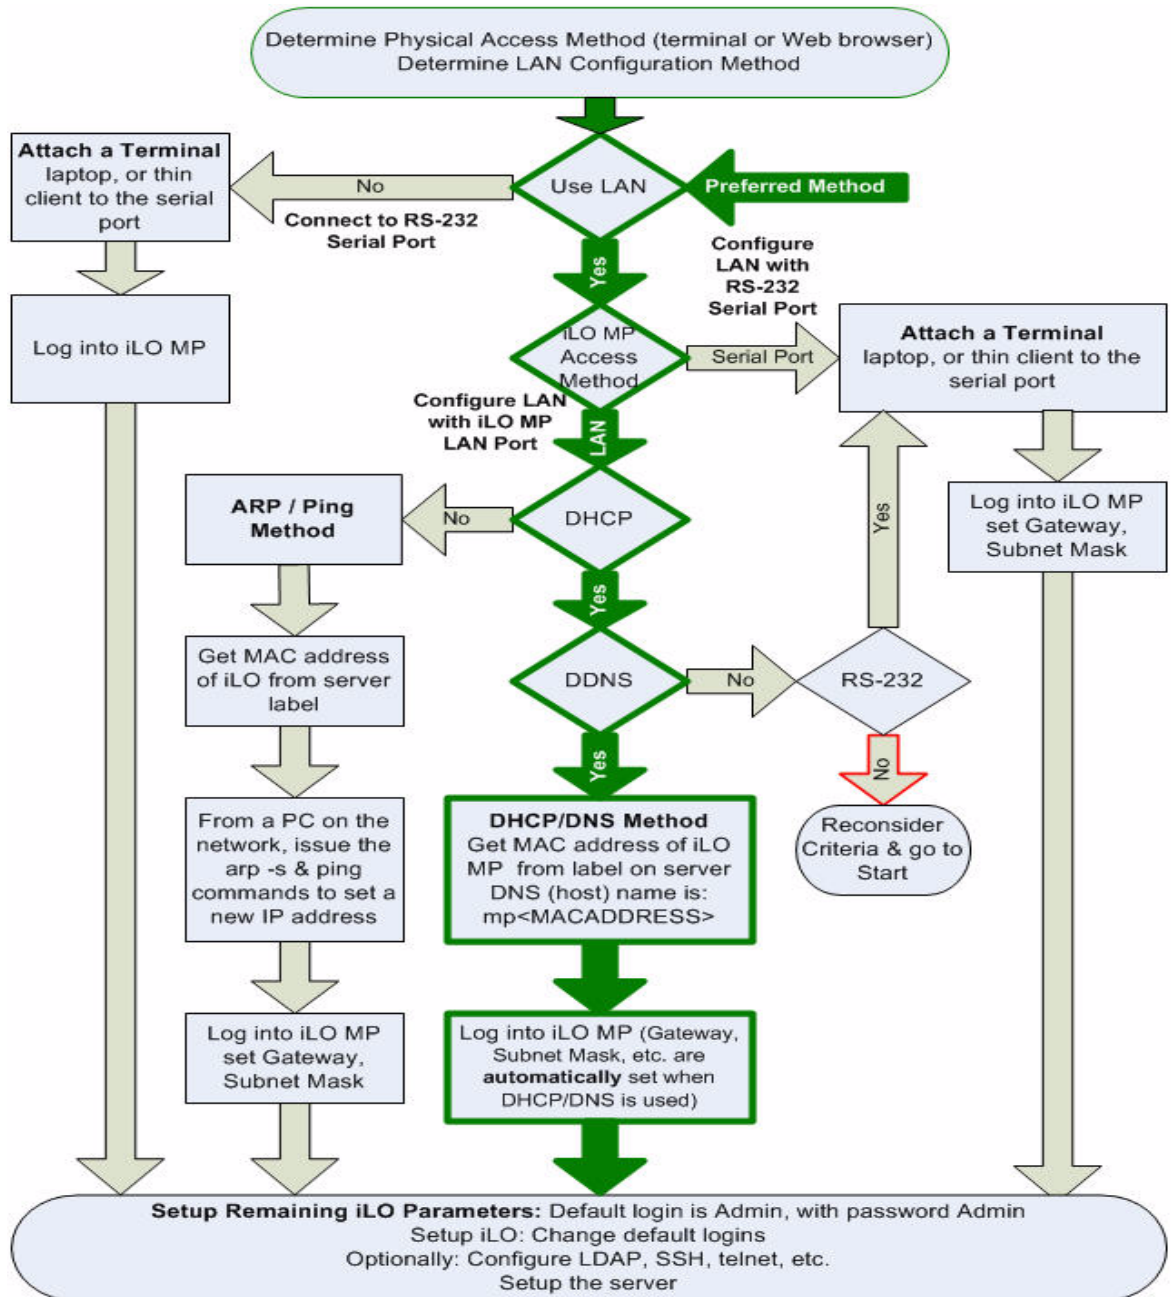 Determine Physical Access Method (terminal or Web browser)
Determine LAN Configuration Method
Attach a Terminal
laptop, or thin
client to the serial
port
No
Use LAN
Preferred Method
Connect to RS-232
Serial Port
Yes
Configure
LAN with
RS-232
Serial Port
Log into iLO MP
iLO MP
Access
Method
Serial Port
Attach a Terminal
laptop, or thin client to the
serial port
Configure LAN
with iLO MP
LAN Port
LAN
ARP / Ping
Method
No
DHCP
Yes
Log into iLO MP
set Gateway,
Subnet Mask
Yes
Get MAC address
of iLO from server
label
DDNS
No
RS-232
Yes
No
From a PC on the
network, issue the
arp -s & ping
commands to set a
new IP address
DHCP/DNS Method
Get MAC address of iLO
MP from label on server
DNS (host) name is:
mp<MACADDRESS>
Reconsider
Criteria & go to
Start
Log into iLO MP
set Gateway,
Subnet Mask
Log into iLO MP (Gateway,
Subnet Mask, etc. are
automatically set when
DHCP/DNS is used)
Setup Remaining iLO Parameters: Default login is Admin, with password Admin
Setup iLO: Change default logins
Optionally: Configure LDAP, SSH, telnet, etc.
Setup the server